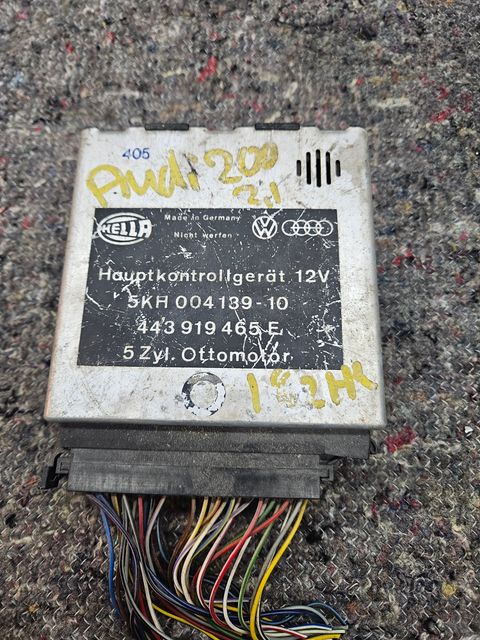 405
Audi 200
2.1
HELLA
Made in Germany
Nicht werfen
Hauptkontrollgerät 12V
5KH 004 139-10
443 919 465 E
5 Zyl. Ottomotor